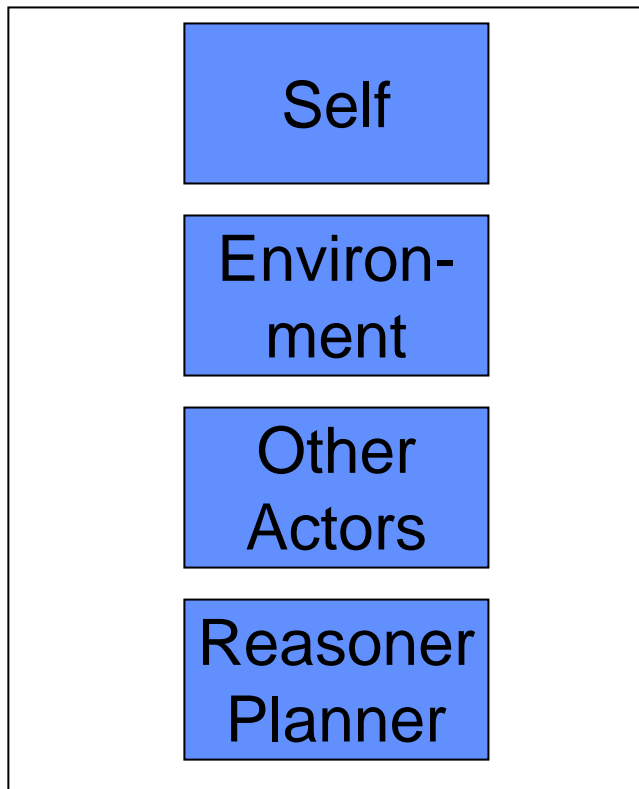 Self
Environ-
ment
Other
Actors
Reasoner
Planner